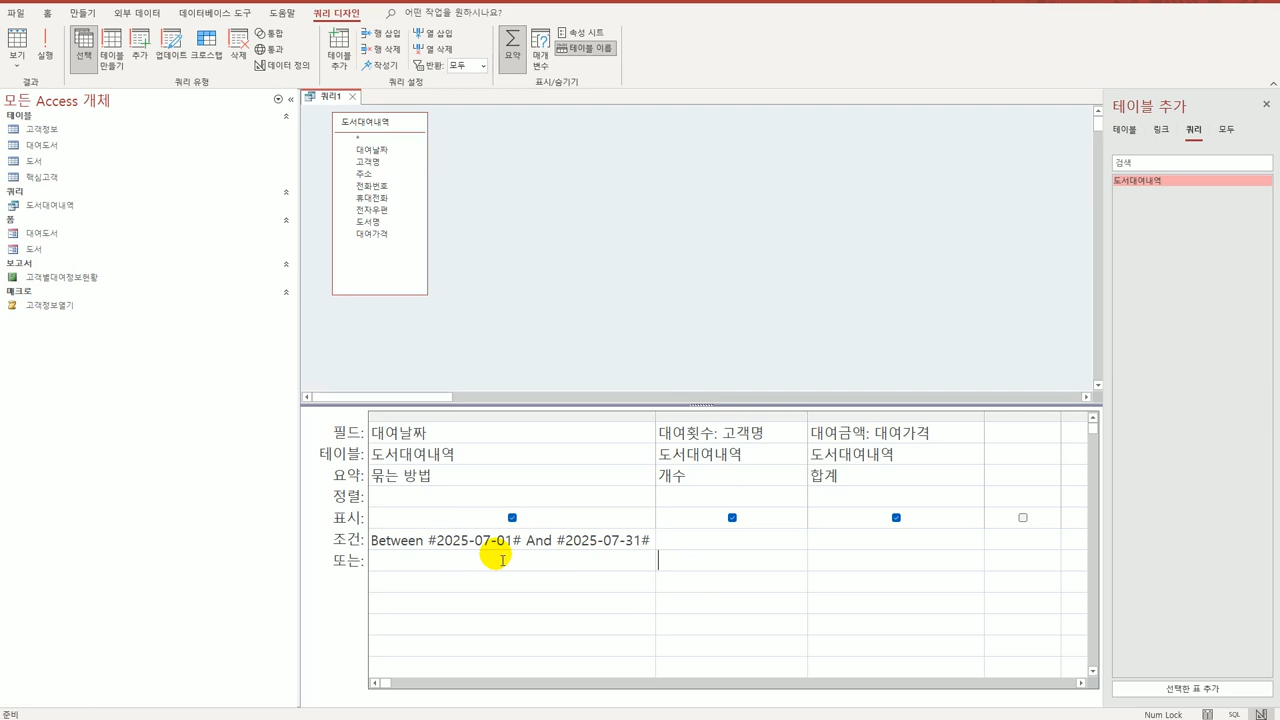 파일 홈 만들기 외부 데이터 데이터베이스 도구 도움말 쿼리 디자인 어떤 작업을 원하시나요?
보기
실행
선택
테이블 만들기
추가
업데이트
크로스탭
삭제
통합
통과
데이터 정의
테이블 추가
행 삽입
행 삭제
작성기
열 삽입
열 삭제
반환: 모두
요약
매개 변수
속성 시트
테이블 이름
결과 쿼리 유형 쿼리 설정 표시/숨기기
모든 Access 개체
테이블
고객정보
대여도서
도서
핵심고객
쿼리
도서대여내역
폼
대여도서
도서
보고서
고객별대여정보현황
매크로
고객정보열기
쿼리1
도서대여내역
*
대여날짜
고객명
주소
전화번호
휴대전화
전자우편
도서명
대여가격
필드: 대여날짜 대여횟수: 고객명 대여금액: 대여가격
테이블: 도서대여내역 도서대여내역 도서대여내역
요약: 묶는 방법 개수 합계
정렬:
표시:
조건: Between #2025-07-01# And #2025-07-31#
또는:
테이블 추가
테이블 링크 쿼리 모두
검색
도서대여내역
선택한 표 추가
준비 Num Lock SQL